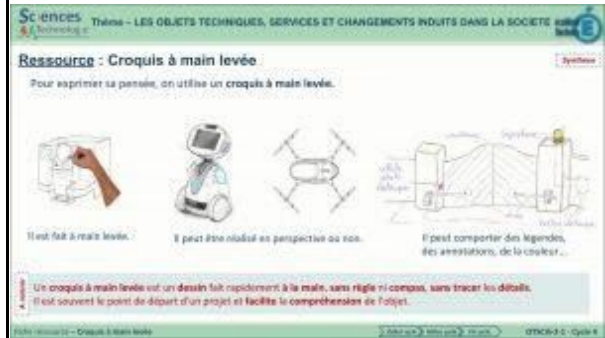 Sciences
& Technologie
Thème – LES OBJETS TECHNIQUES, SERVICES ET CHANGEMENTS INDUITS DANS LA SOCIETE
Ressource : Croquis à main levée
Synthèse
Pour exprimer sa pensée, on utilise un croquis à main levée.
Il est fait à main levée.
Il peut être réalisé en perspective ou non.
Il peut comporter des légendes,
des annotations, de la couleur...
A retenir
Un croquis à main levée est un dessin fait rapidement à la main, sans règle ni compas, sans tracer les détails.
Il est souvent le point de départ d'un projet et facilite la compréhension de l'objet.
Fiche ressource – Croquis à main levée
Cycle 4